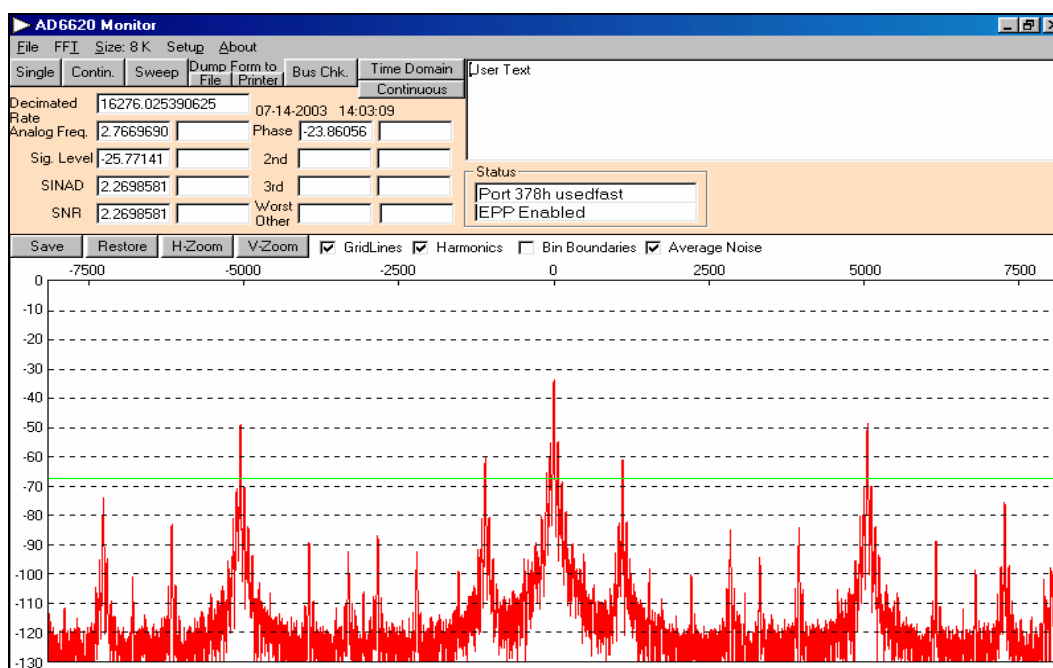 AD6620 Monitor
File FFT Size: 8 K Setup About
Single Contin. Sweep Dump Form to File Printer Bus Chk. Time Domain Continuous
User Text
Decimated Rate 16276.025390625 07-14-2003 14:03:09
Analog Freq. 2.7669690 Phase -23.86056
Sig. Level -25.77141 2nd
SINAD 2.2698581 3rd
SNR 2.2698581 Worst Other
Status
Port 378h usedfast
EPP Enabled
Save Restore H-Zoom V-Zoom GridLines Harmonics Bin Boundaries Average Noise
-7500 -5000 -2500 0 2500 5000 7500
0
-10
-20
-30
-40
-50
-60
-70
-80
-90
-100
-110
-120
-130